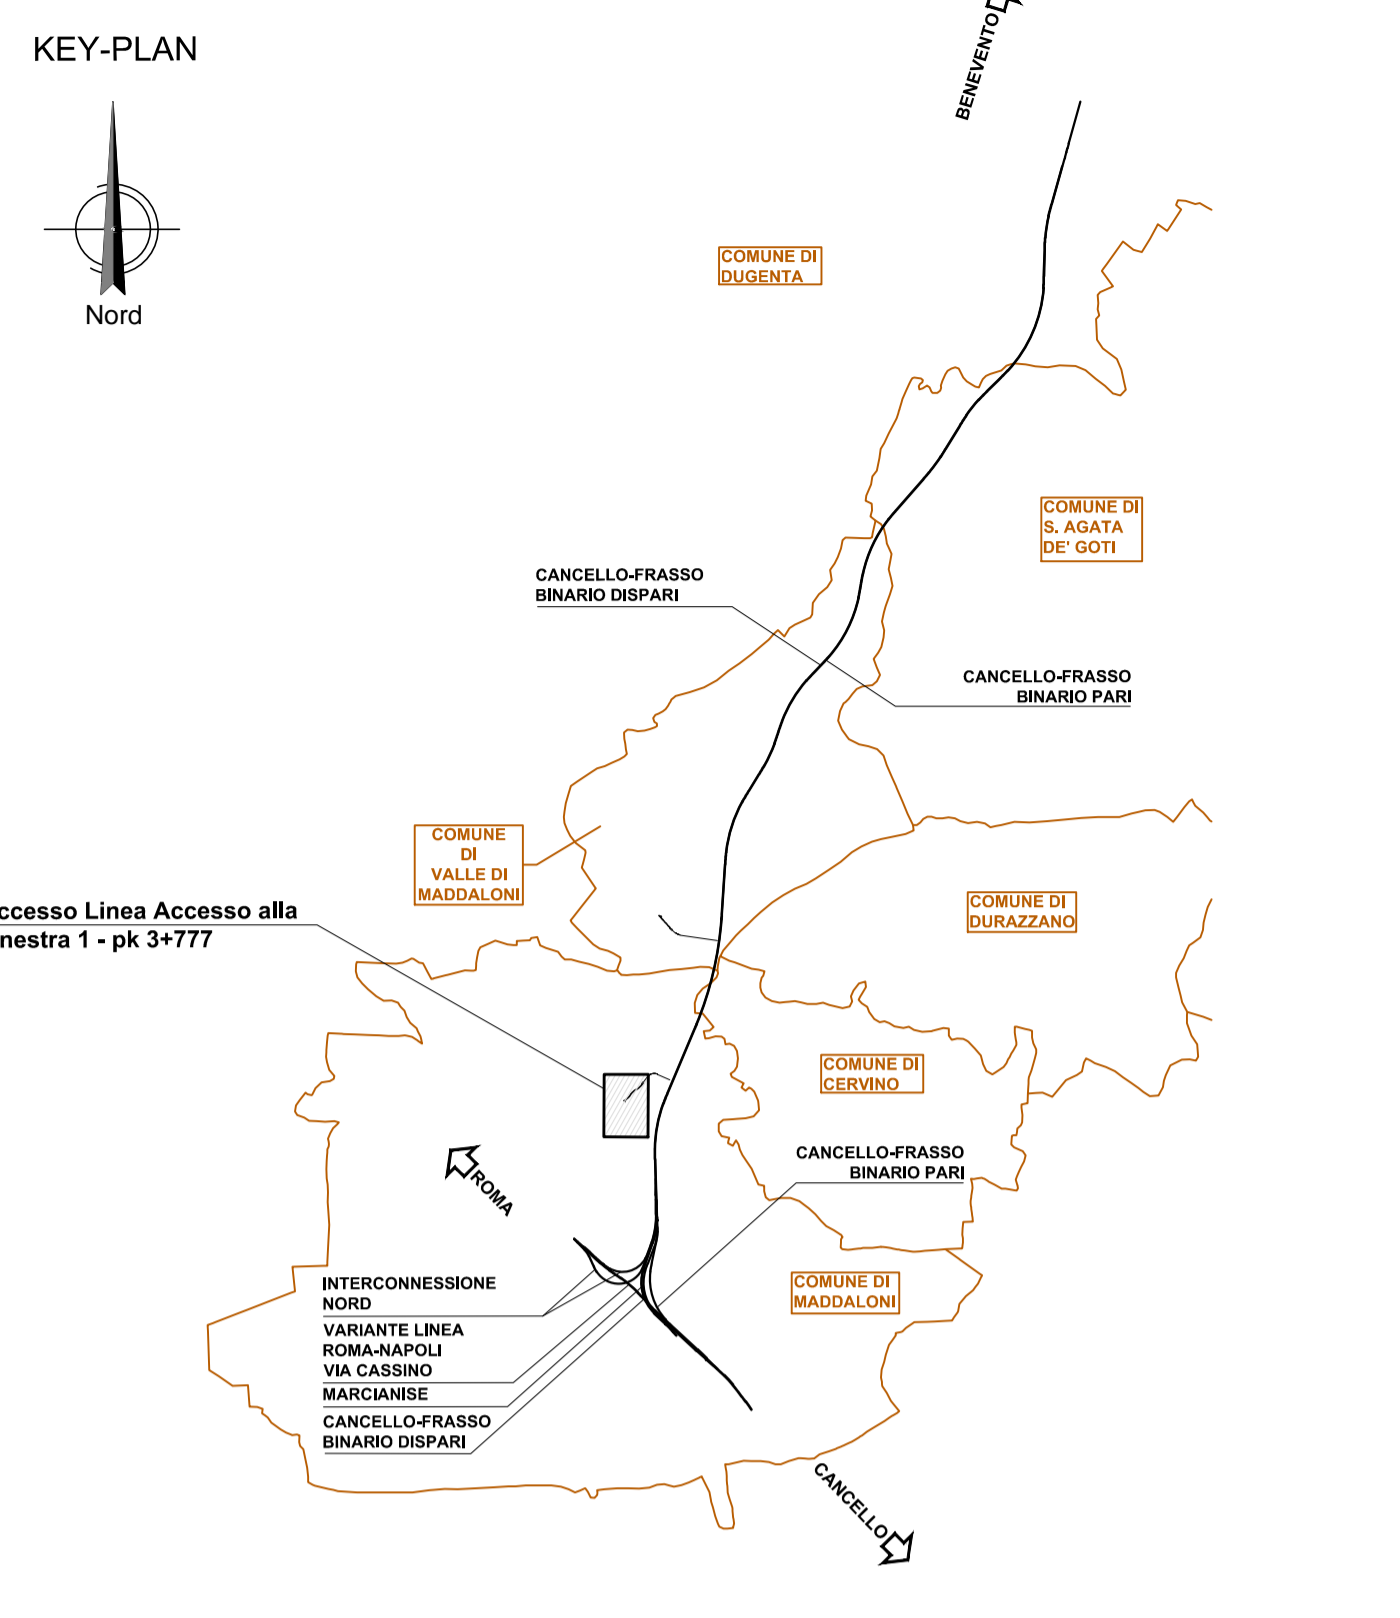 KEY-PLAN
Nord
BENEVENTO
COMUNE DI
DUGENTA
COMUNE DI
S. AGATA
DE' GOTI
CANCELLO-FRASSO
BINARIO DISPARI
CANCELLO-FRASSO
BINARIO PARI
COMUNE
DI
VALLE DI
MADDALONI
ccesso Linea Accesso alla
nestra 1 - pk 3+777
COMUNE DI
DURAZZANO
COMUNE DI
CERVINO
CANCELLO-FRASSO
BINARIO PARI
ROMA
INTERCONNESSIONE
NORD
VARIANTE LINEA
ROMA-NAPOLI
VIA CASSINO
MARCIANISE
CANCELLO-FRASSO
BINARIO DISPARI
COMUNE DI
MADDALONI
CANCELLO